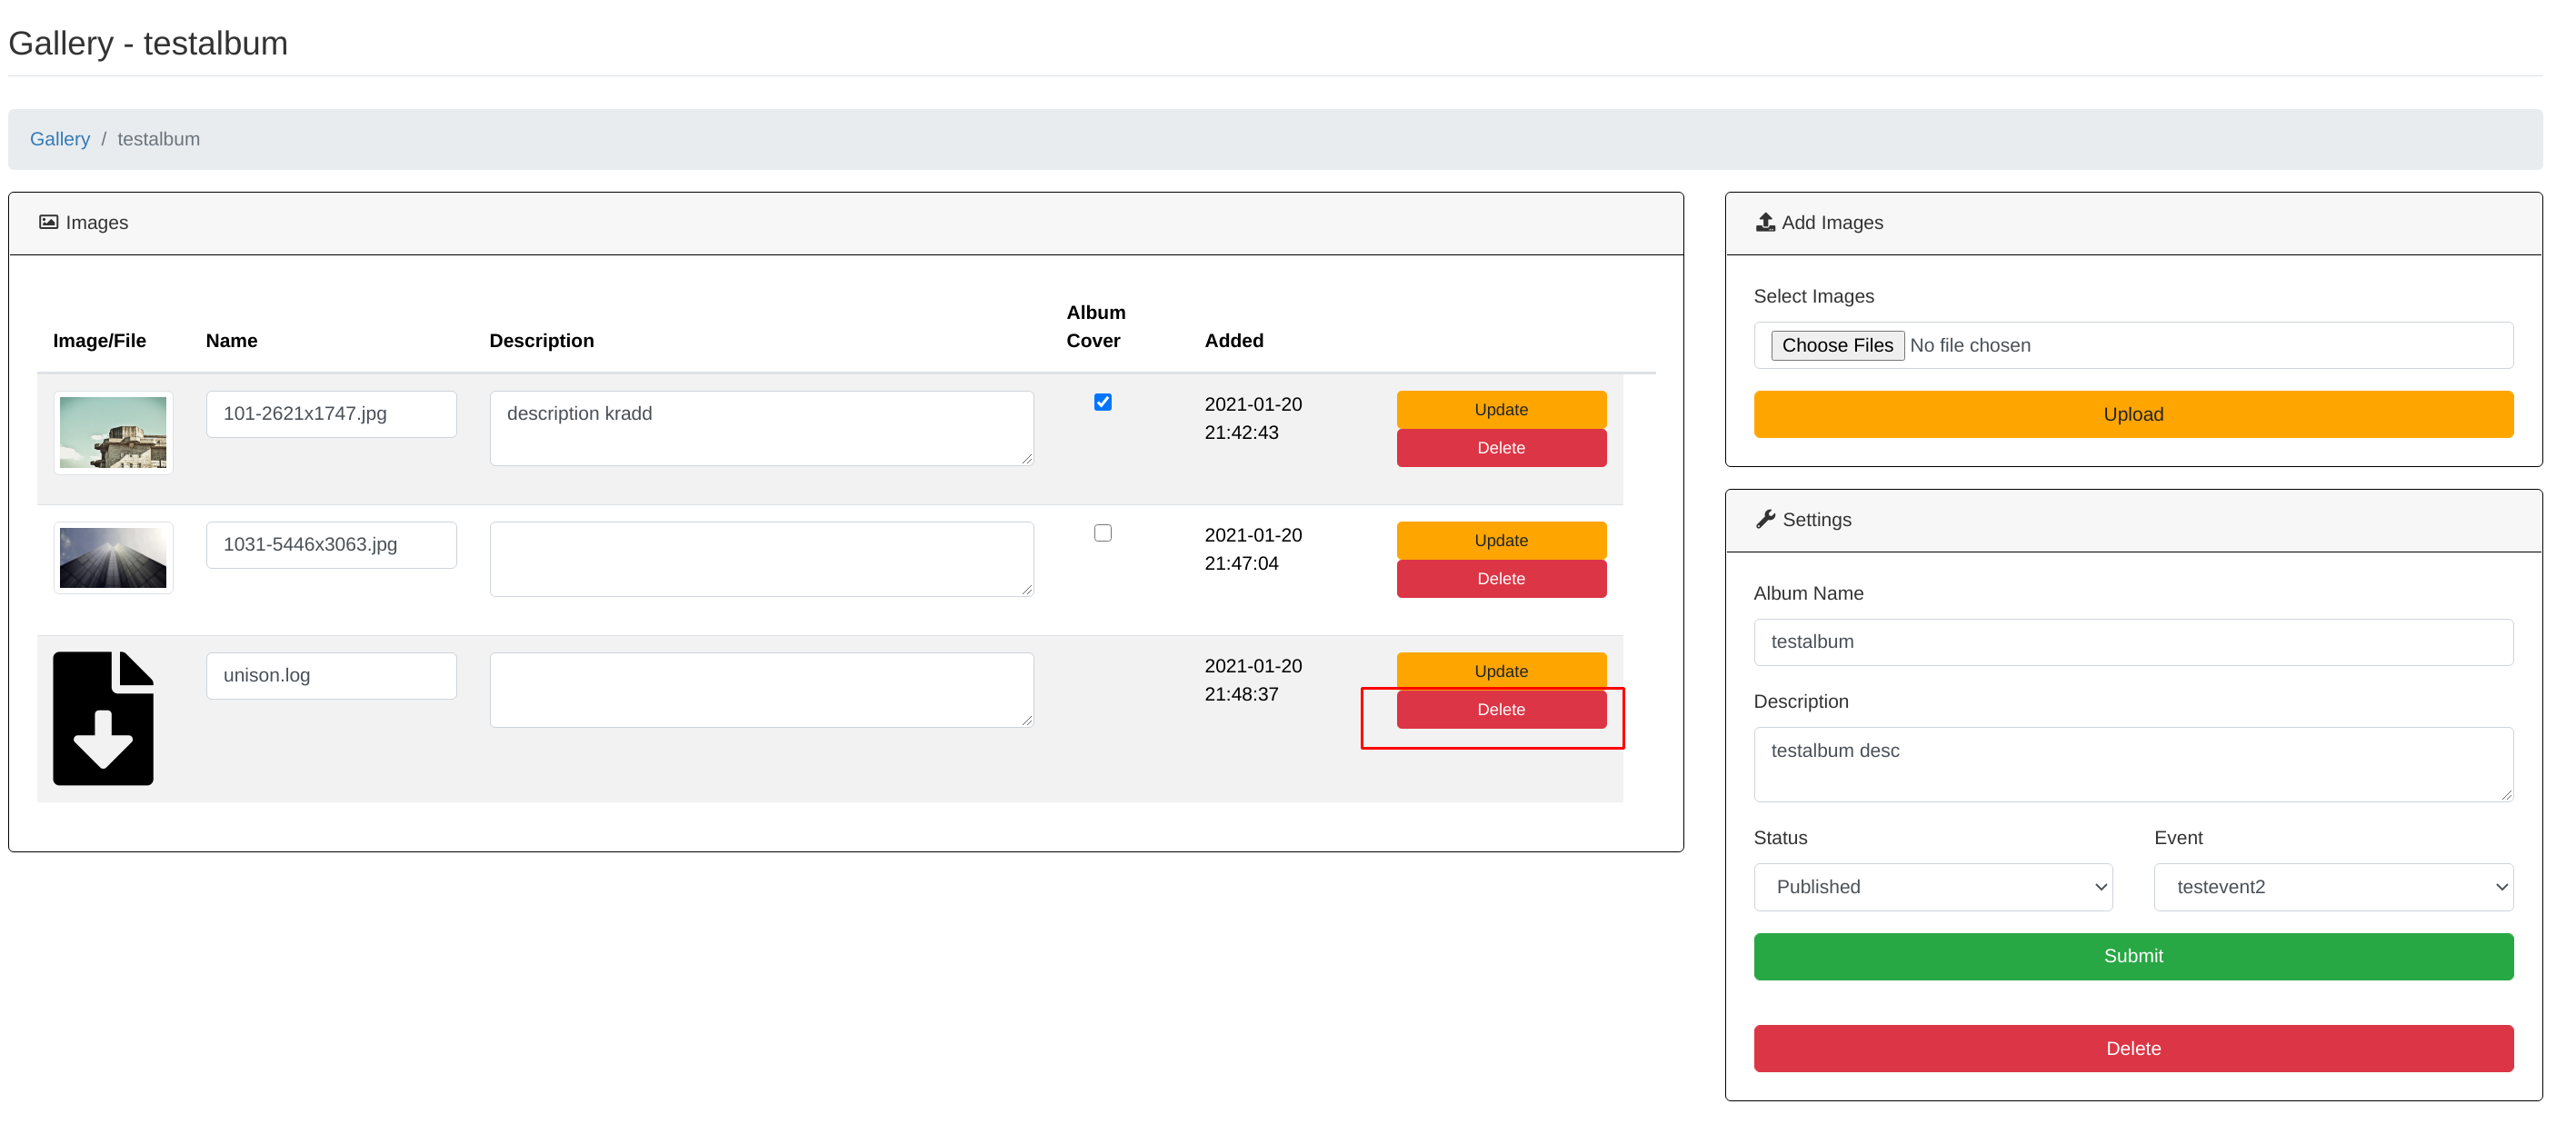 Gallery - testalbum
Gallery / testalbum
Images
Image/File Name Description Album Cover Added
101-2621x1747.jpg description kradd 2021-01-20 21:42:43 Update Delete
1031-5446x3063.jpg 2021-01-20 21:47:04 Update Delete
unison.log 2021-01-20 21:48:37 Update Delete
Add Images
Select Images
Choose Files No file chosen
Upload
Settings
Album Name
testalbum
Description
testalbum desc
Status Event
Published testevent2
Submit
Delete